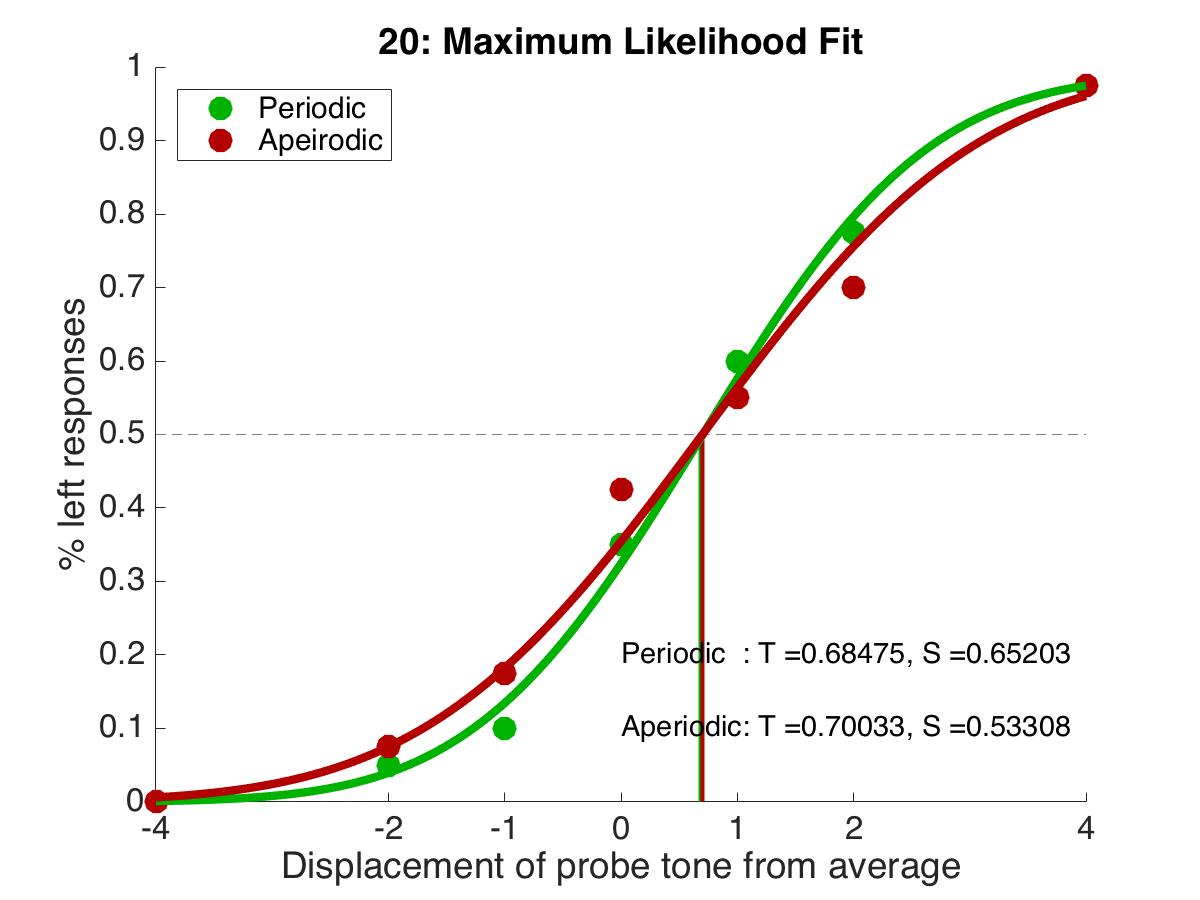 20: Maximum Likelihood Fit
1
Periodic
Apeirodic
0.9
0.8
0.7
0.6
0.5
0.4
0.3
0.2
0.1
0
% left responses
Periodic : T =0.68475, S =0.65203
Aperiodic: T =0.70033, S =0.53308
-4 -2 -1 0 1 2 4
Displacement of probe tone from average